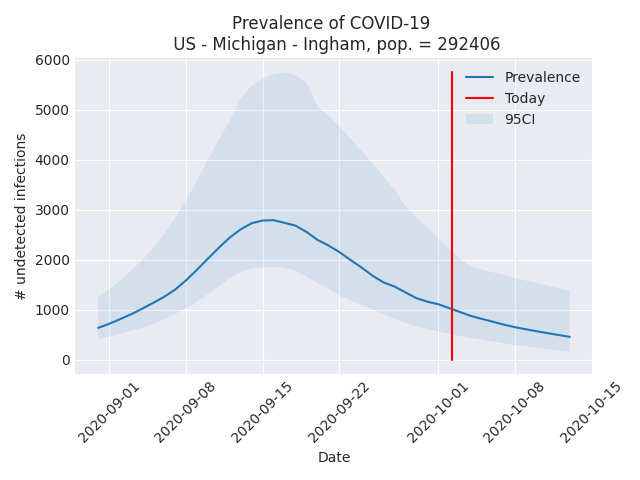 Prevalence of COVID-19
US - Michigan - Ingham, pop. = 292406
6000
5000
4000
3000
2000
1000
0
# undetected infections
Prevalence
Today
95CI
2020-09-01
2020-09-08
2020-09-15
2020-09-22
2020-10-01
2020-10-08
2020-10-15
Date